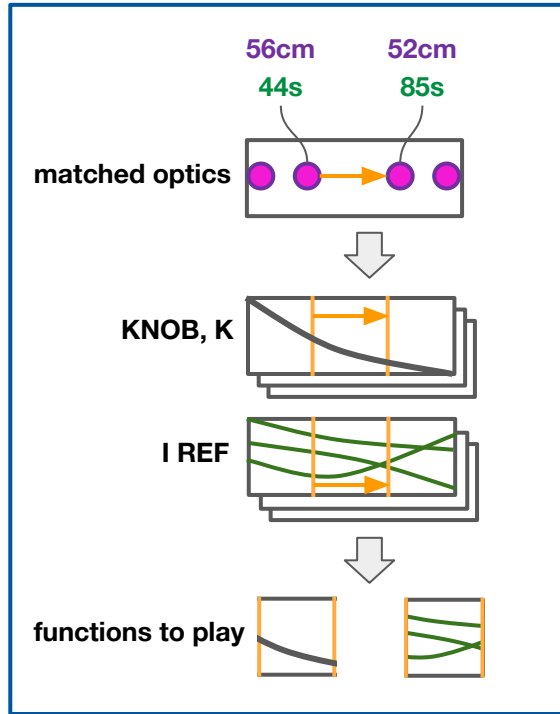 56cm 52cm
44s 85s
matched optics
KNOB, K
I REF
functions to play